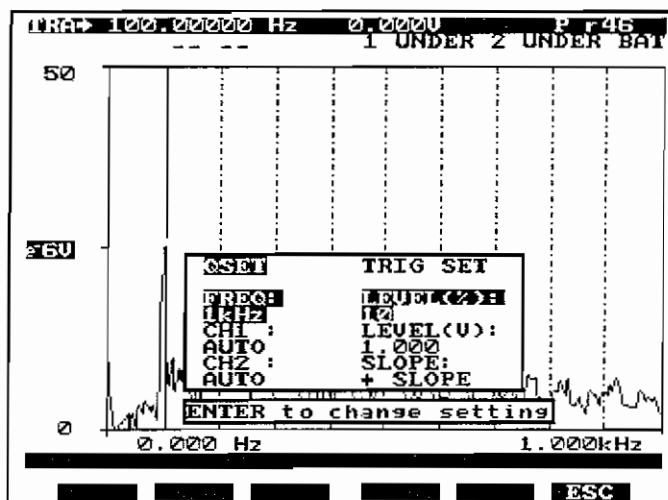 TRA→ 100.00000 Hz 0.000V P r46
-- -- 1 UNDER 2 UNDER BAT
50
e-6V
QSET TRIG SET
FREQ: LEVEL(%):
1kHz 10
CH1 : LEVEL(V):
AUTO 1.000
CH2 : SLOPE:
AUTO + SLOPE
ENTER to change setting
0
0.000 Hz 1.000kHz
ESC